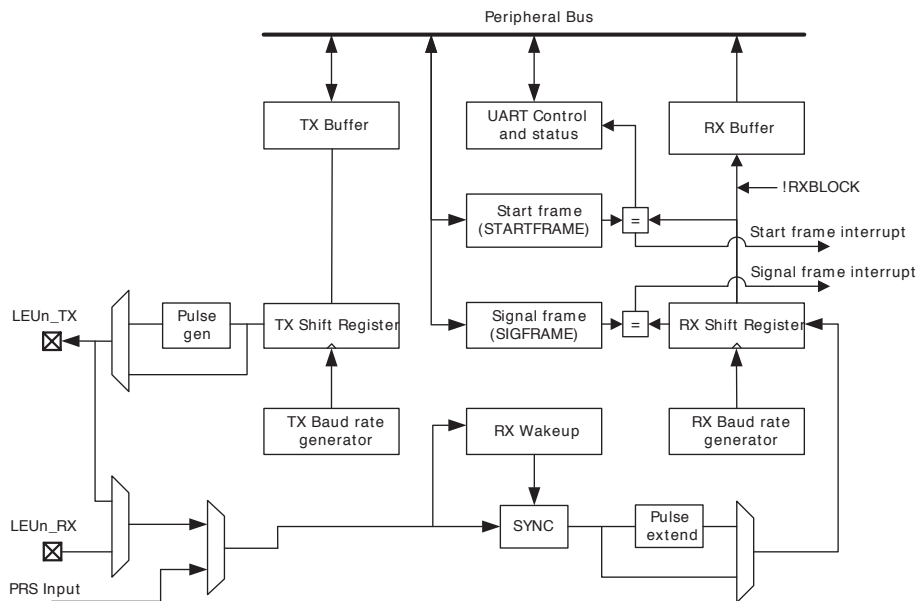 Peripheral Bus
TX Buffer
UART Control
and status
RX Buffer
!RXBLOCK
Start frame
(STARTFRAME)
=
Start frame interrupt
Signal frame interrupt
LEUn_TX
Pulse
gen
TX Shift Register
Signal frame
(SIGFRAME)
=
RX Shift Register
TX Baud rate
generator
RX Wakeup
RX Baud rate
generator
LEUn_RX
SYNC
Pulse
extend
PRS Input